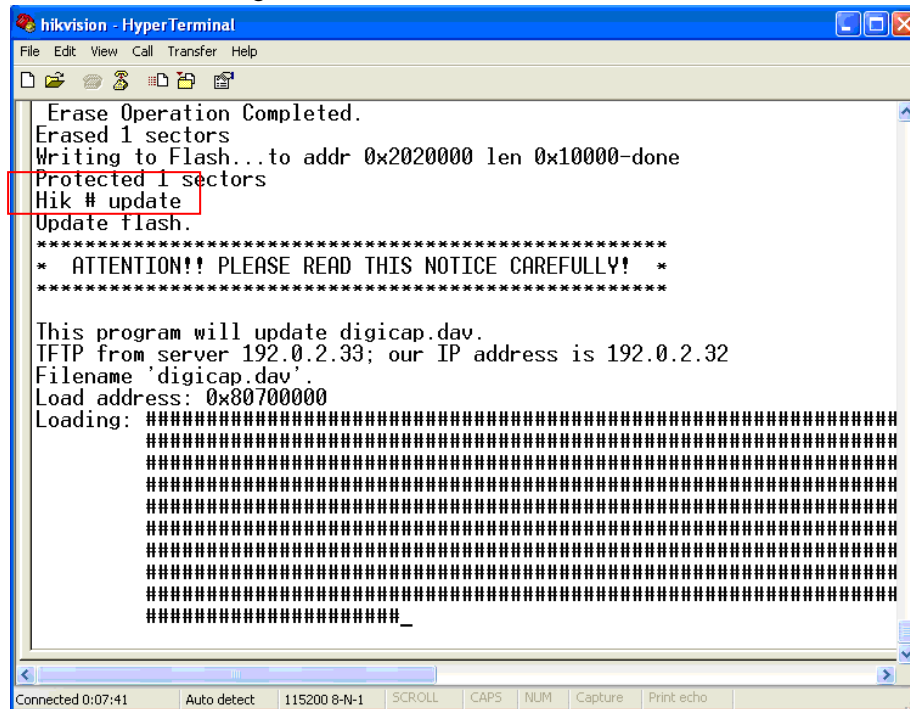 hikvision - HyperTerminal
File Edit View Call Transfer Help
Erase Operation Completed.
Erased 1 sectors
Writing to Flash...to addr 0x2020000 len 0x10000-done
Protected 1 sectors
Hik # update
Update flash.
****************************************************
*  ATTENTION!! PLEASE READ THIS NOTICE CAREFULLY!  *
****************************************************
This program will update digicap.dav.
TFTP from server 192.0.2.33; our IP address is 192.0.2.32
Filename 'digicap.dav'.
Load address: 0x80700000
Loading: ##############################################################
##############################################################
##############################################################
##############################################################
##############################################################
##############################################################
##############################################################
##############################################################
##############################################################
#####################_
Connected 0:07:41 Auto detect 115200 8-N-1 SCROLL CAPS NUM Capture Print echo